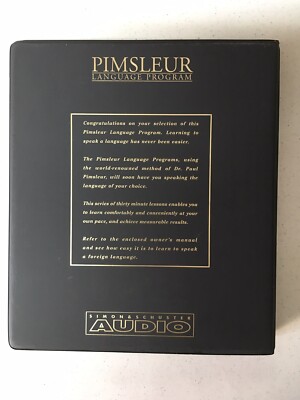 PIMSLEUR
LANGUAGE PROGRAM
Congratulations on your selection of this
Pimsleur Language Program. Learning to
speak a language has never been easier.
The Pimsleur Language Programs, using
the world-renowned method of Dr. Paul
Pimsleur, will soon have you speaking the
language of your choice.
This series of thirty minute lessons enables you
to learn comfortably and conveniently at your
own pace, and achieve measurable results.
Refer to the enclosed owner's manual
and see how easy it is to learn to speak
a foreign language.
SIMON & SCHUSTER
AUDIO